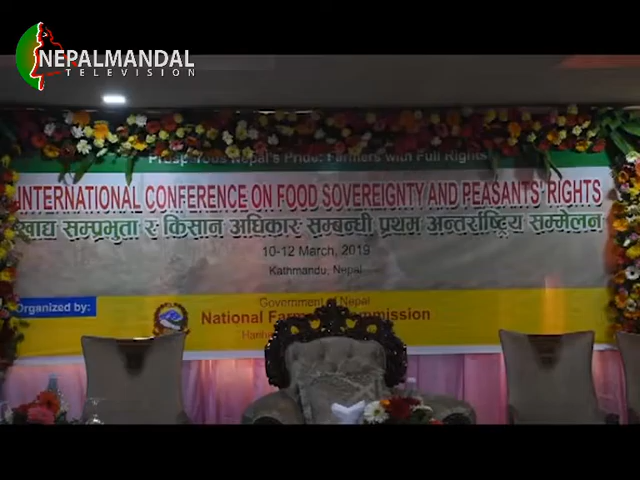 NEPALMANDAL
TELEVISION
Prosperous Nepal's Pride: Farmers with Full Rights
INTERNATIONAL CONFERENCE ON FOOD SOVEREIGNTY AND PEASANTS' RIGHTS
खाद्य सम्प्रभुता र किसान अधिकार सम्बन्धी प्रथम अन्तर्राष्ट्रिय सम्मेलन
10-12 March, 2019
Kathmandu, Nepal
Organized by:
Government of Nepal
National Farmers Commission